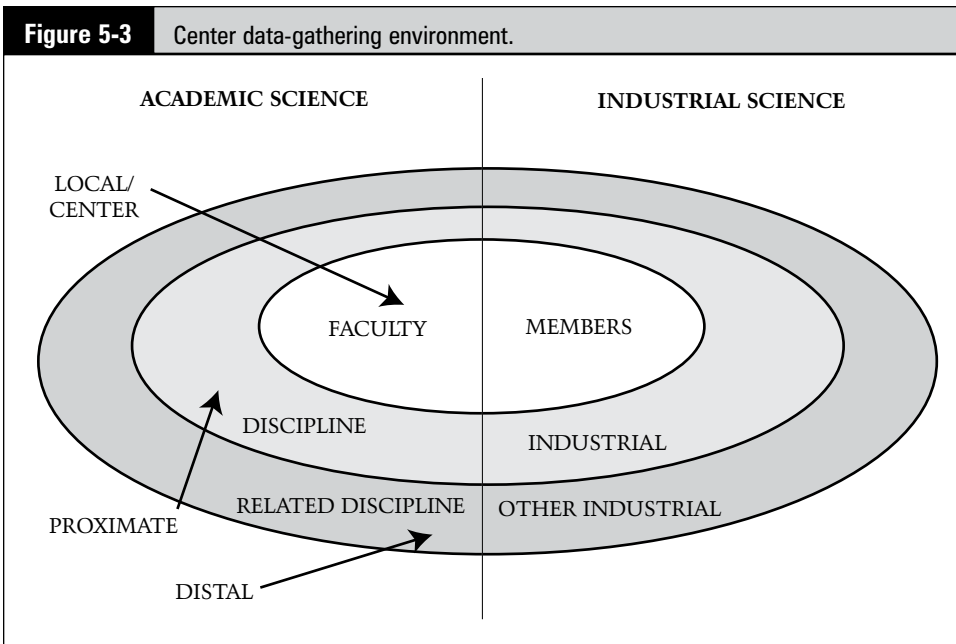 Figure 5-3 Center data-gathering environment.
ACADEMIC SCIENCE
INDUSTRIAL SCIENCE
LOCAL/
CENTER
FACULTY
MEMBERS
DISCIPLINE
INDUSTRIAL
RELATED DISCIPLINE
OTHER INDUSTRIAL
PROXIMATE
DISTAL